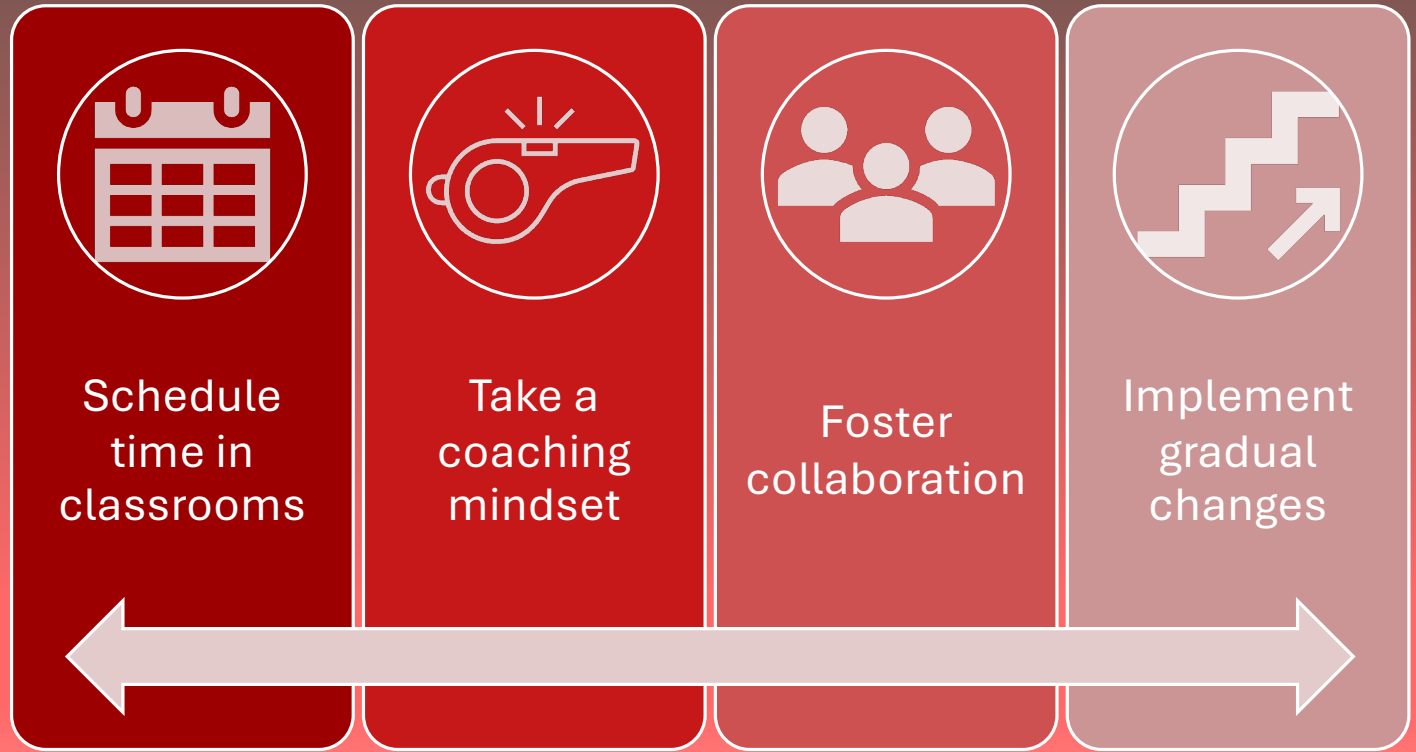 Schedule
time in
classrooms
Take a
coaching
mindset
Foster
collaboration
Implement
gradual
changes